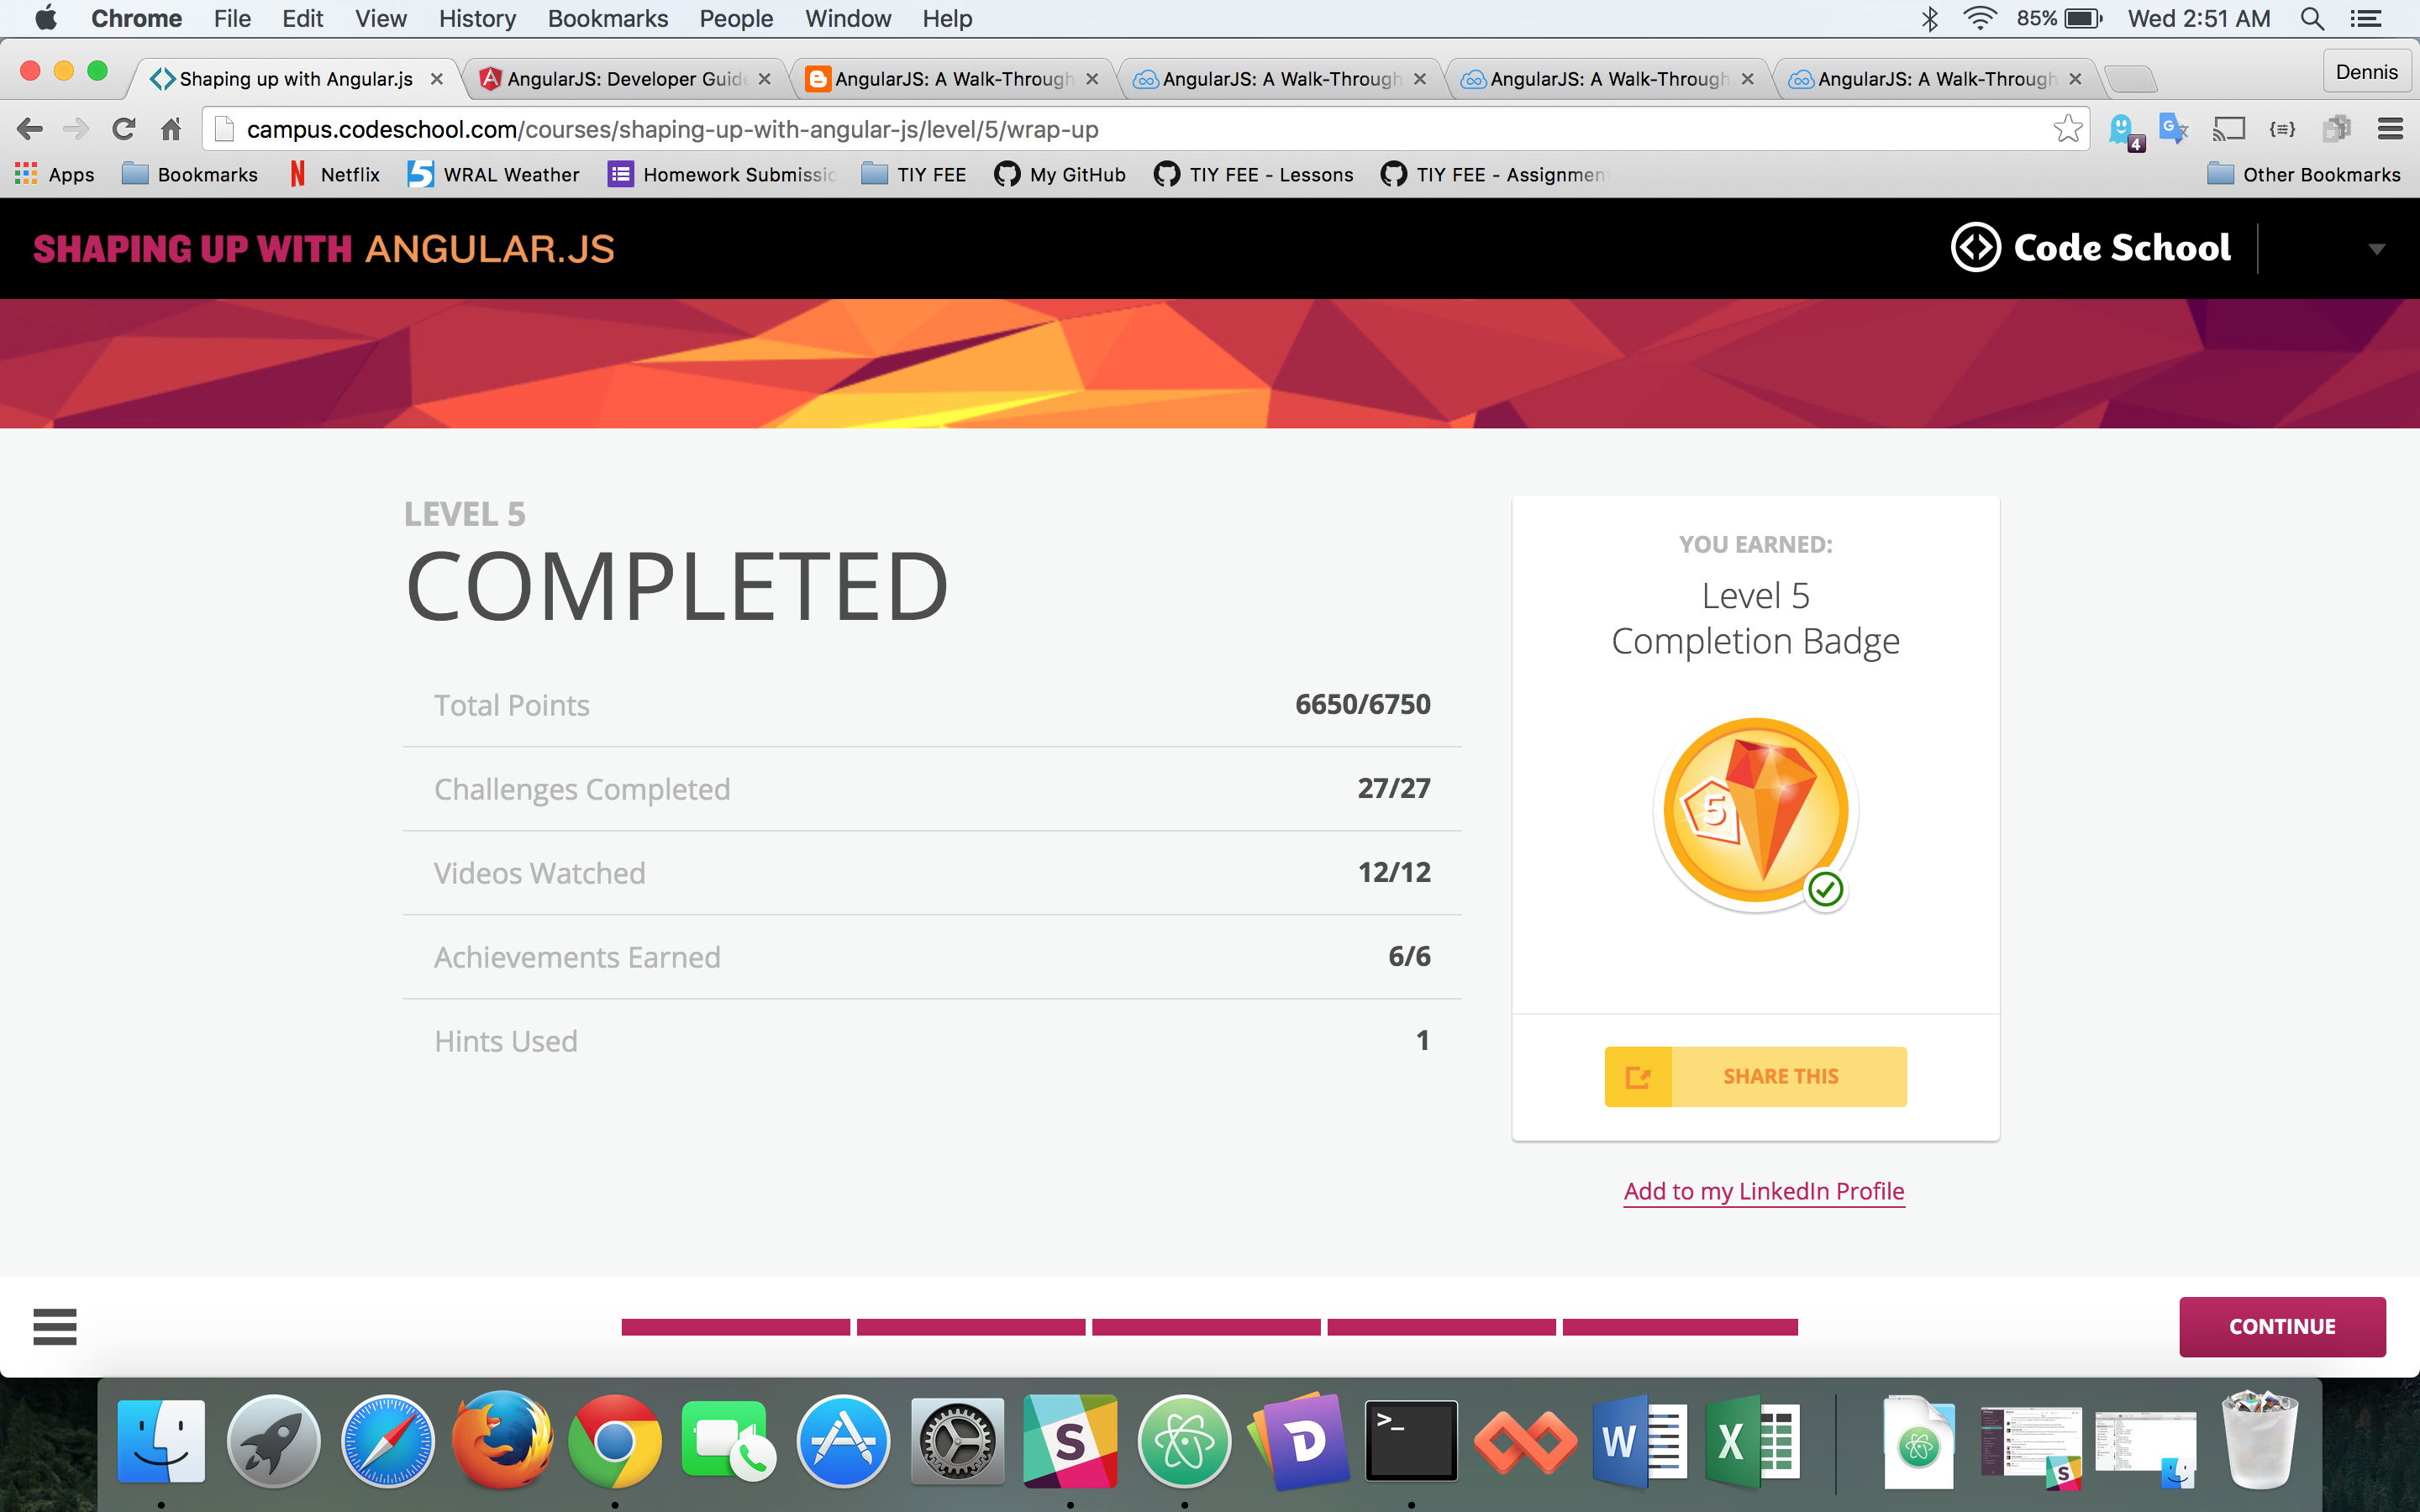 Chrome File Edit View History Bookmarks People Window Help 85% Wed 2:51 AM
Shaping up with Angular.js AngularJS: Developer Guide AngularJS: A Walk-Through AngularJS: A Walk-Through AngularJS: A Walk-Through AngularJS: A Walk-Through Dennis
campus.codeschool.com/courses/shaping-up-with-angular-js/level/5/wrap-up 4
Apps Bookmarks Netflix 5 WRAL Weather Homework Submissio TIY FEE My GitHub TIY FEE - Lessons TIY FEE - Assignmen Other Bookmarks
SHAPING UP WITH ANGULAR.JS Code School
LEVEL 5
COMPLETED
Total Points 6650/6750
Challenges Completed 27/27
Videos Watched 12/12
Achievements Earned 6/6
Hints Used 1
YOU EARNED:
Level 5
Completion Badge
5
SHARE THIS
Add to my LinkedIn Profile
CONTINUE